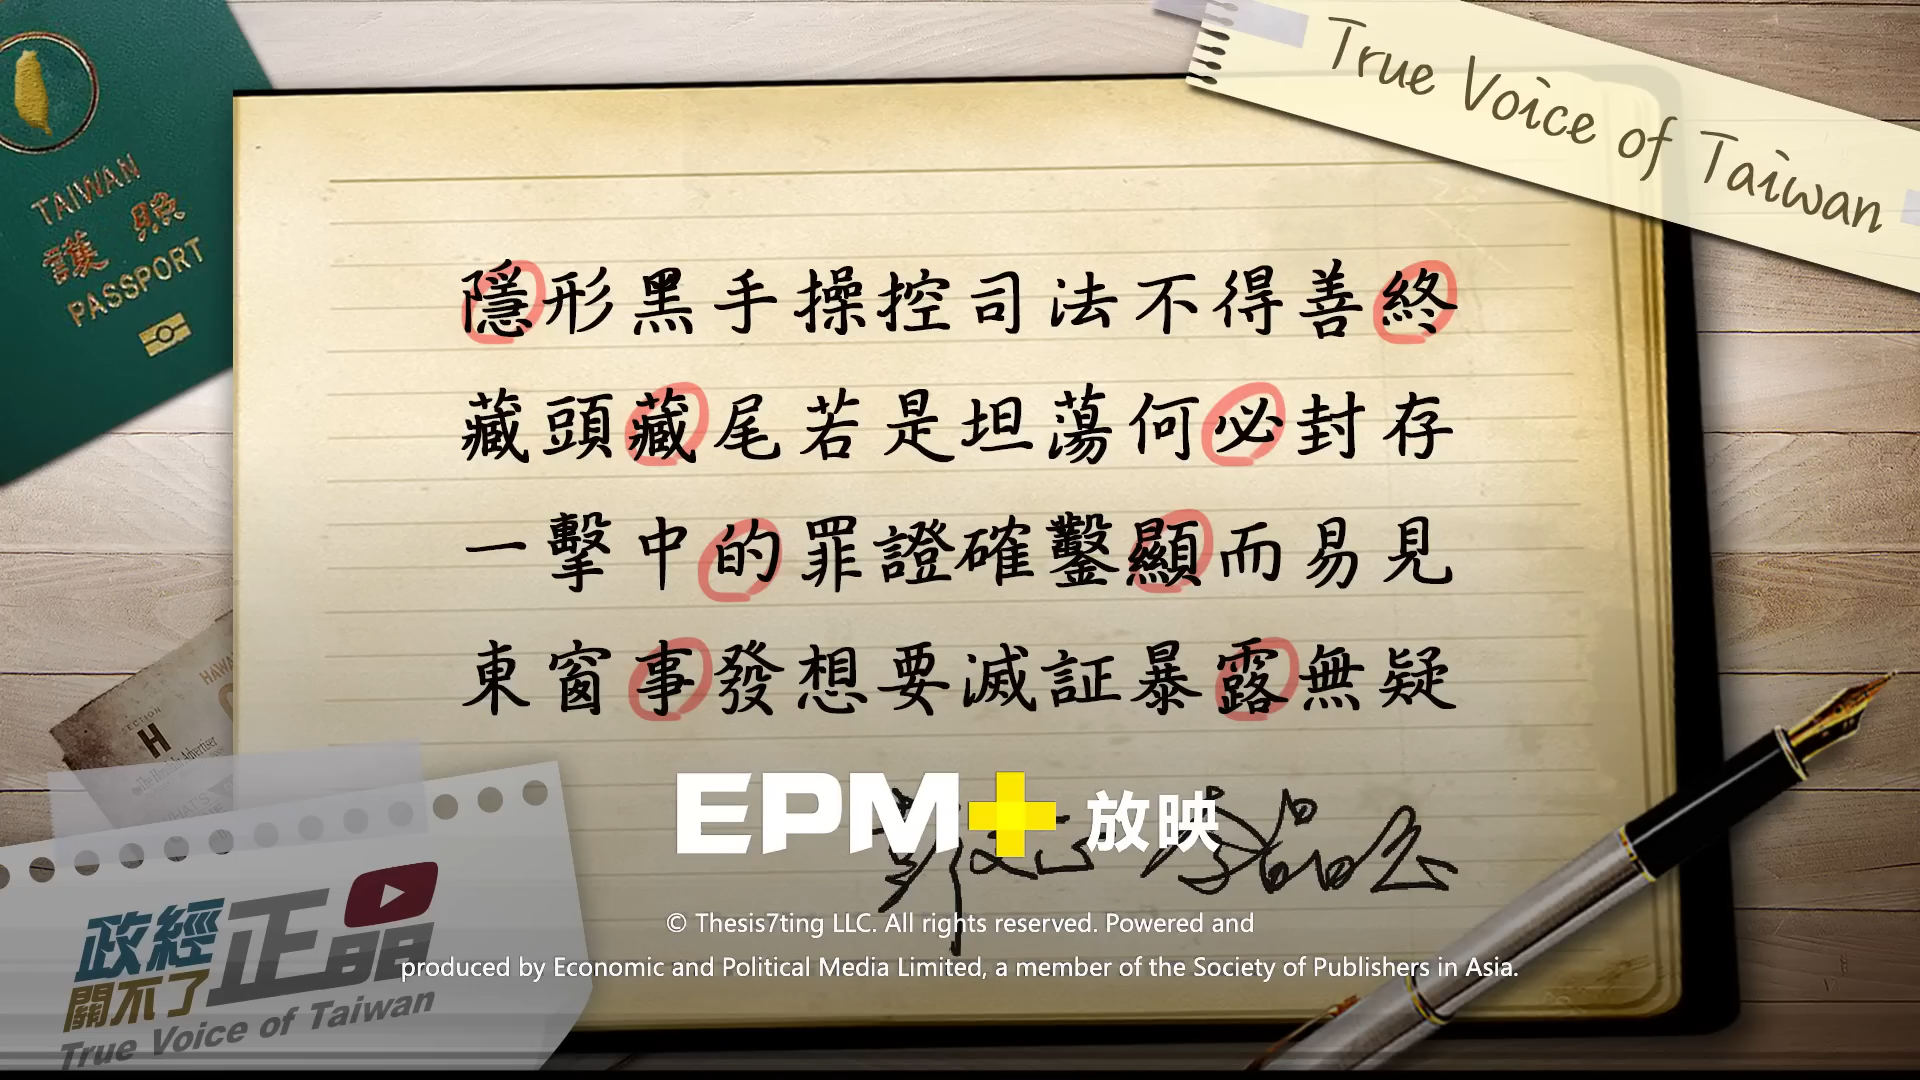 True Voice of Taiwan
TAIWAN
護照
PASSPORT
隱形黑手操控司法不得善終
藏頭藏尾若是坦蕩何必封存
一擊中的罪證確鑿顯而易見
東窗事發想要滅証暴露無疑
SECTION
H
EPM+ 放映
© Thesis7ting LLC. All rights reserved. Powered and
produced by Economic and Political Media Limited, a member of the Society of Publishers in Asia.
政經
關不了
正晶
True Voice of Taiwan